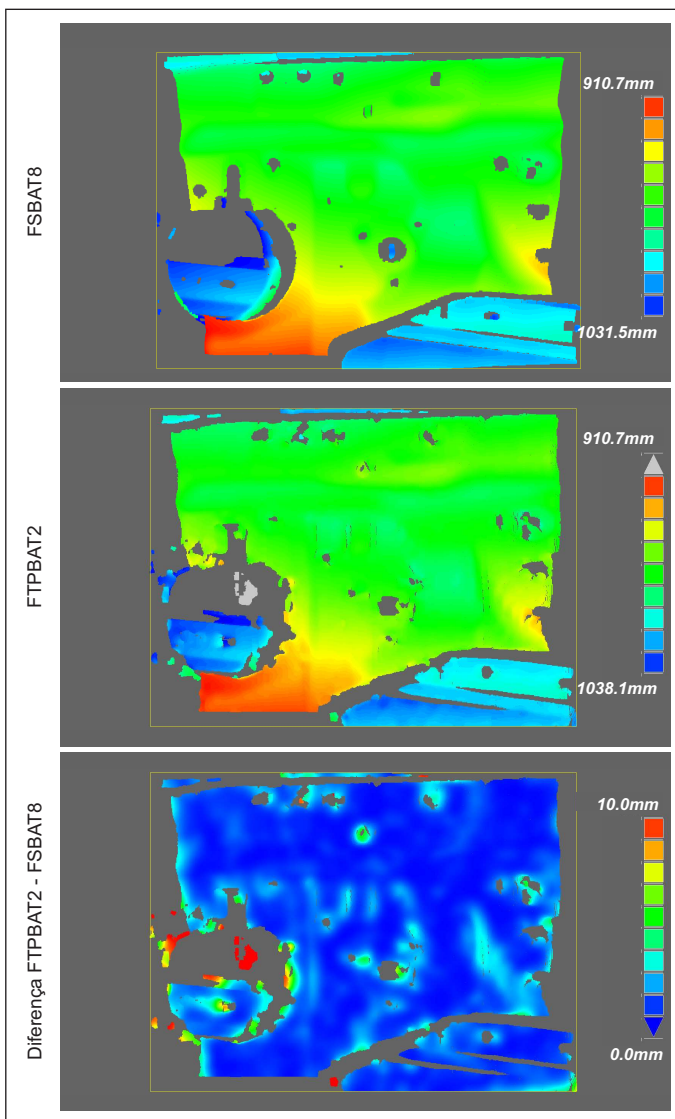 FSBAT8
910.7mm
1031.5mm
FTPBAT2
910.7mm
1038.1mm
Diferença FTPBAT2 - FSBAT8
10.0mm
0.0mm